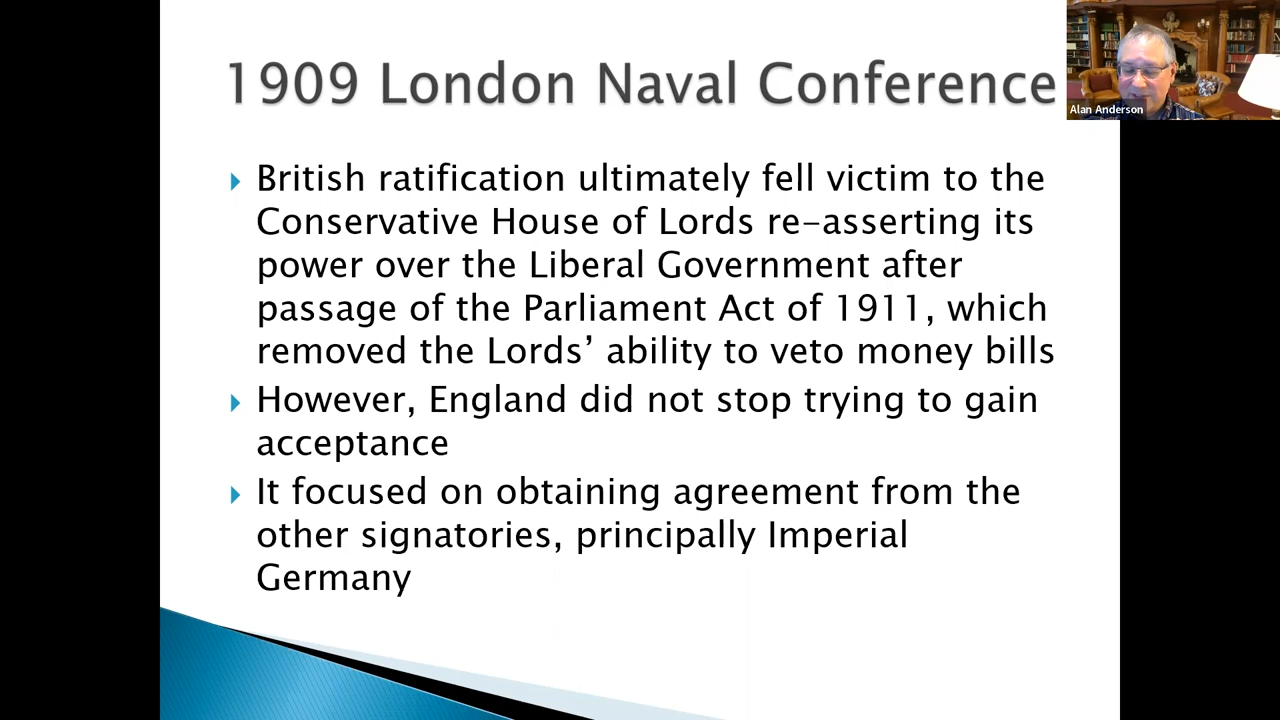 1909 London Naval Conference
Alan Anderson
British ratification ultimately fell victim to the
Conservative House of Lords re-asserting its
power over the Liberal Government after
passage of the Parliament Act of 1911, which
removed the Lords’ ability to veto money bills
However, England did not stop trying to gain
acceptance
It focused on obtaining agreement from the
other signatories, principally Imperial
Germany